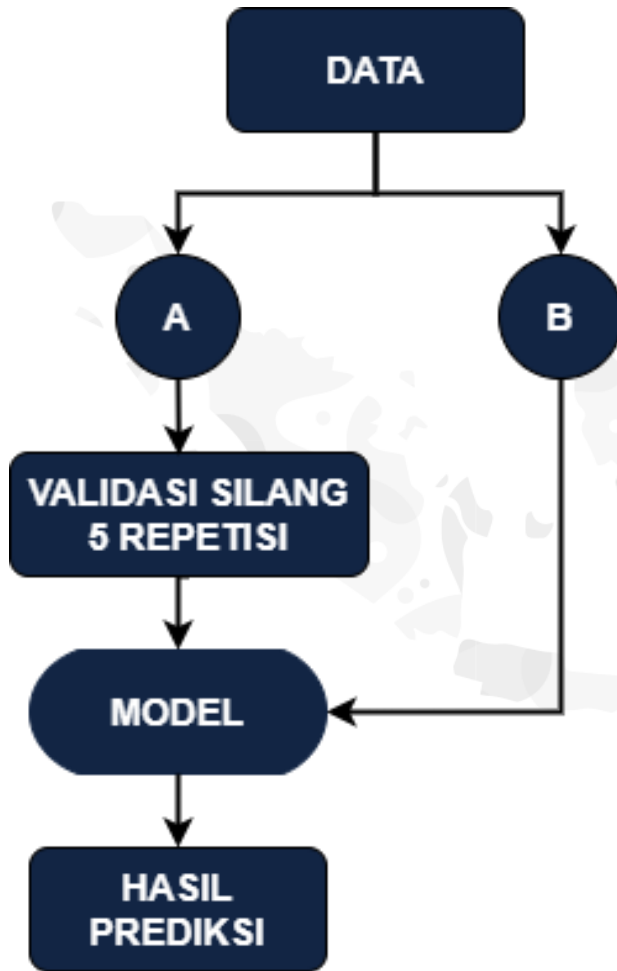 DATA
A
B
VALIDASI SILANG
5 REPETISI
MODEL
HASIL
PREDIKSI